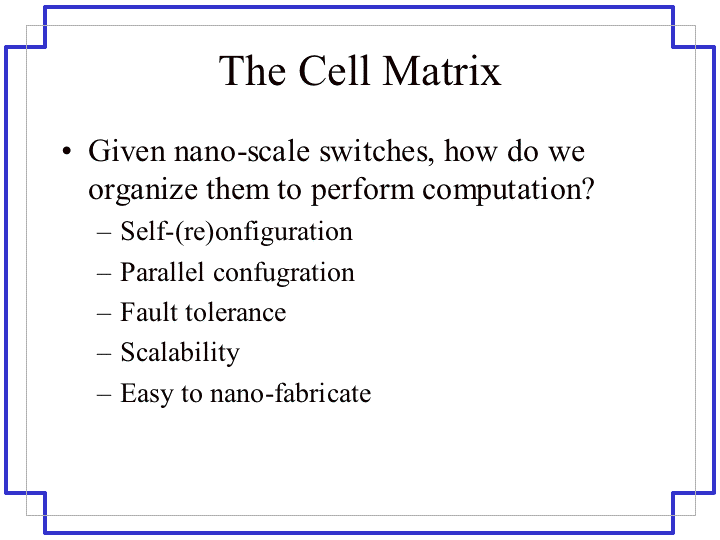 The Cell Matrix
• Given nano-scale switches, how do we
organize them to perform computation?
– Self-(re)onfiguration
– Parallel confugration
– Fault tolerance
– Scalability
– Easy to nano-fabricate